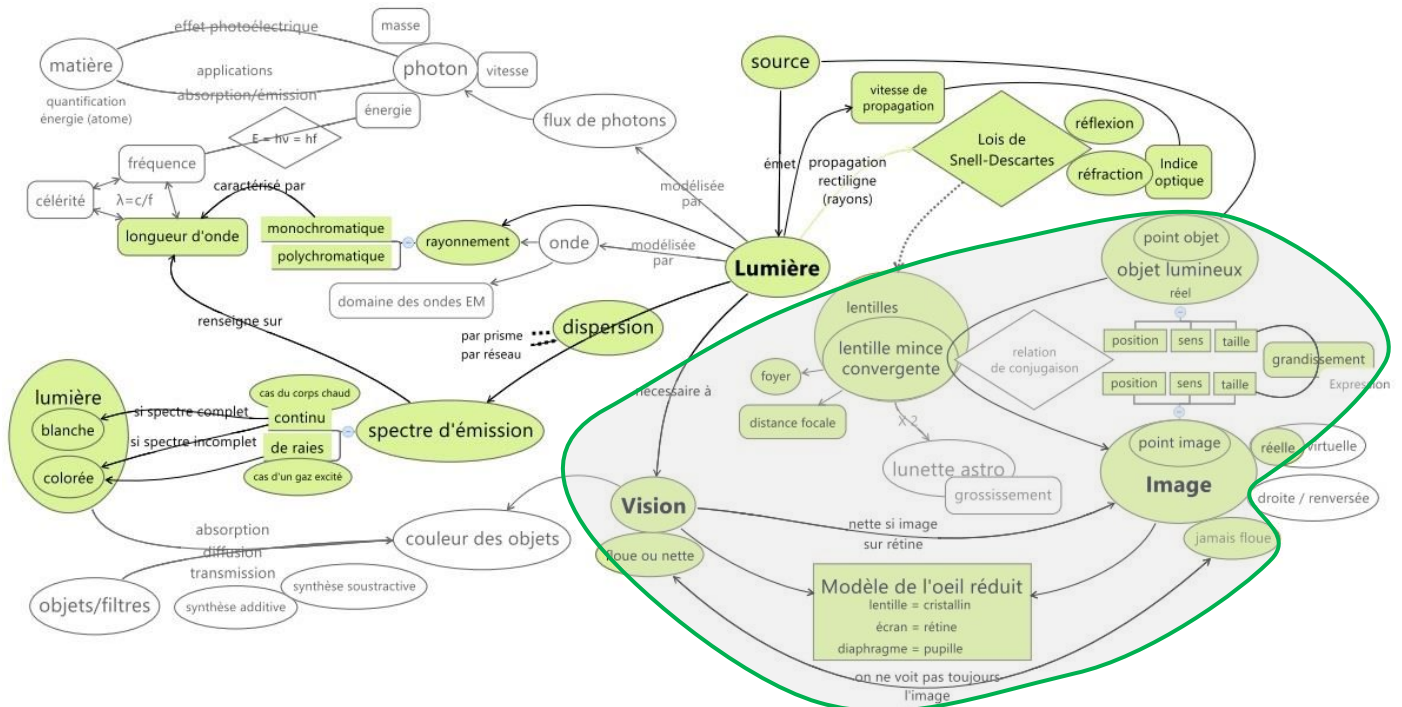 effet photoélectrique
masse
matière
photon
vitesse
applications
absorption/émission
quantification
énergie (atome)
énergie
E = hν = hf
flux de photons
fréquence
célérité
λ=c/f
caractérisé par
longueur d'onde
monochromatique
polychromatique
rayonnement
onde
modélisée
par
modélisée
par
domaine des ondes EM
source
émet
vitesse de
propagation
propagation
rectiligne
(rayons)
Lois de
Snell-Descartes
réflexion
réfraction
Indice
optique
Lumière
renseigne sur
par prisme
par réseau
dispersion
nécessaire à
lumière
blanche
colorée
si spectre complet
si spectre incomplet
cas du corps chaud
continu
de raies
cas d'un gaz excité
spectre d'émission
absorption
diffusion
transmission
couleur des objets
objets/filtres
synthèse additive
synthèse soustractive
point objet
objet lumineux
réel
lentilles
lentille mince
convergente
foyer
distance focale
X 2
lunette astro
grossissement
relation
de conjugaison
position
sens
taille
grandissement
Expression
position
sens
taille
point image
Image
réelle
virtuelle
droite / renversée
jamais floue
Vision
floue ou nette
nette si image
sur rétine
Modèle de l'oeil réduit
lentille = cristallin
écran = rétine
diaphragme = pupille
on ne voit pas toujours
l'image